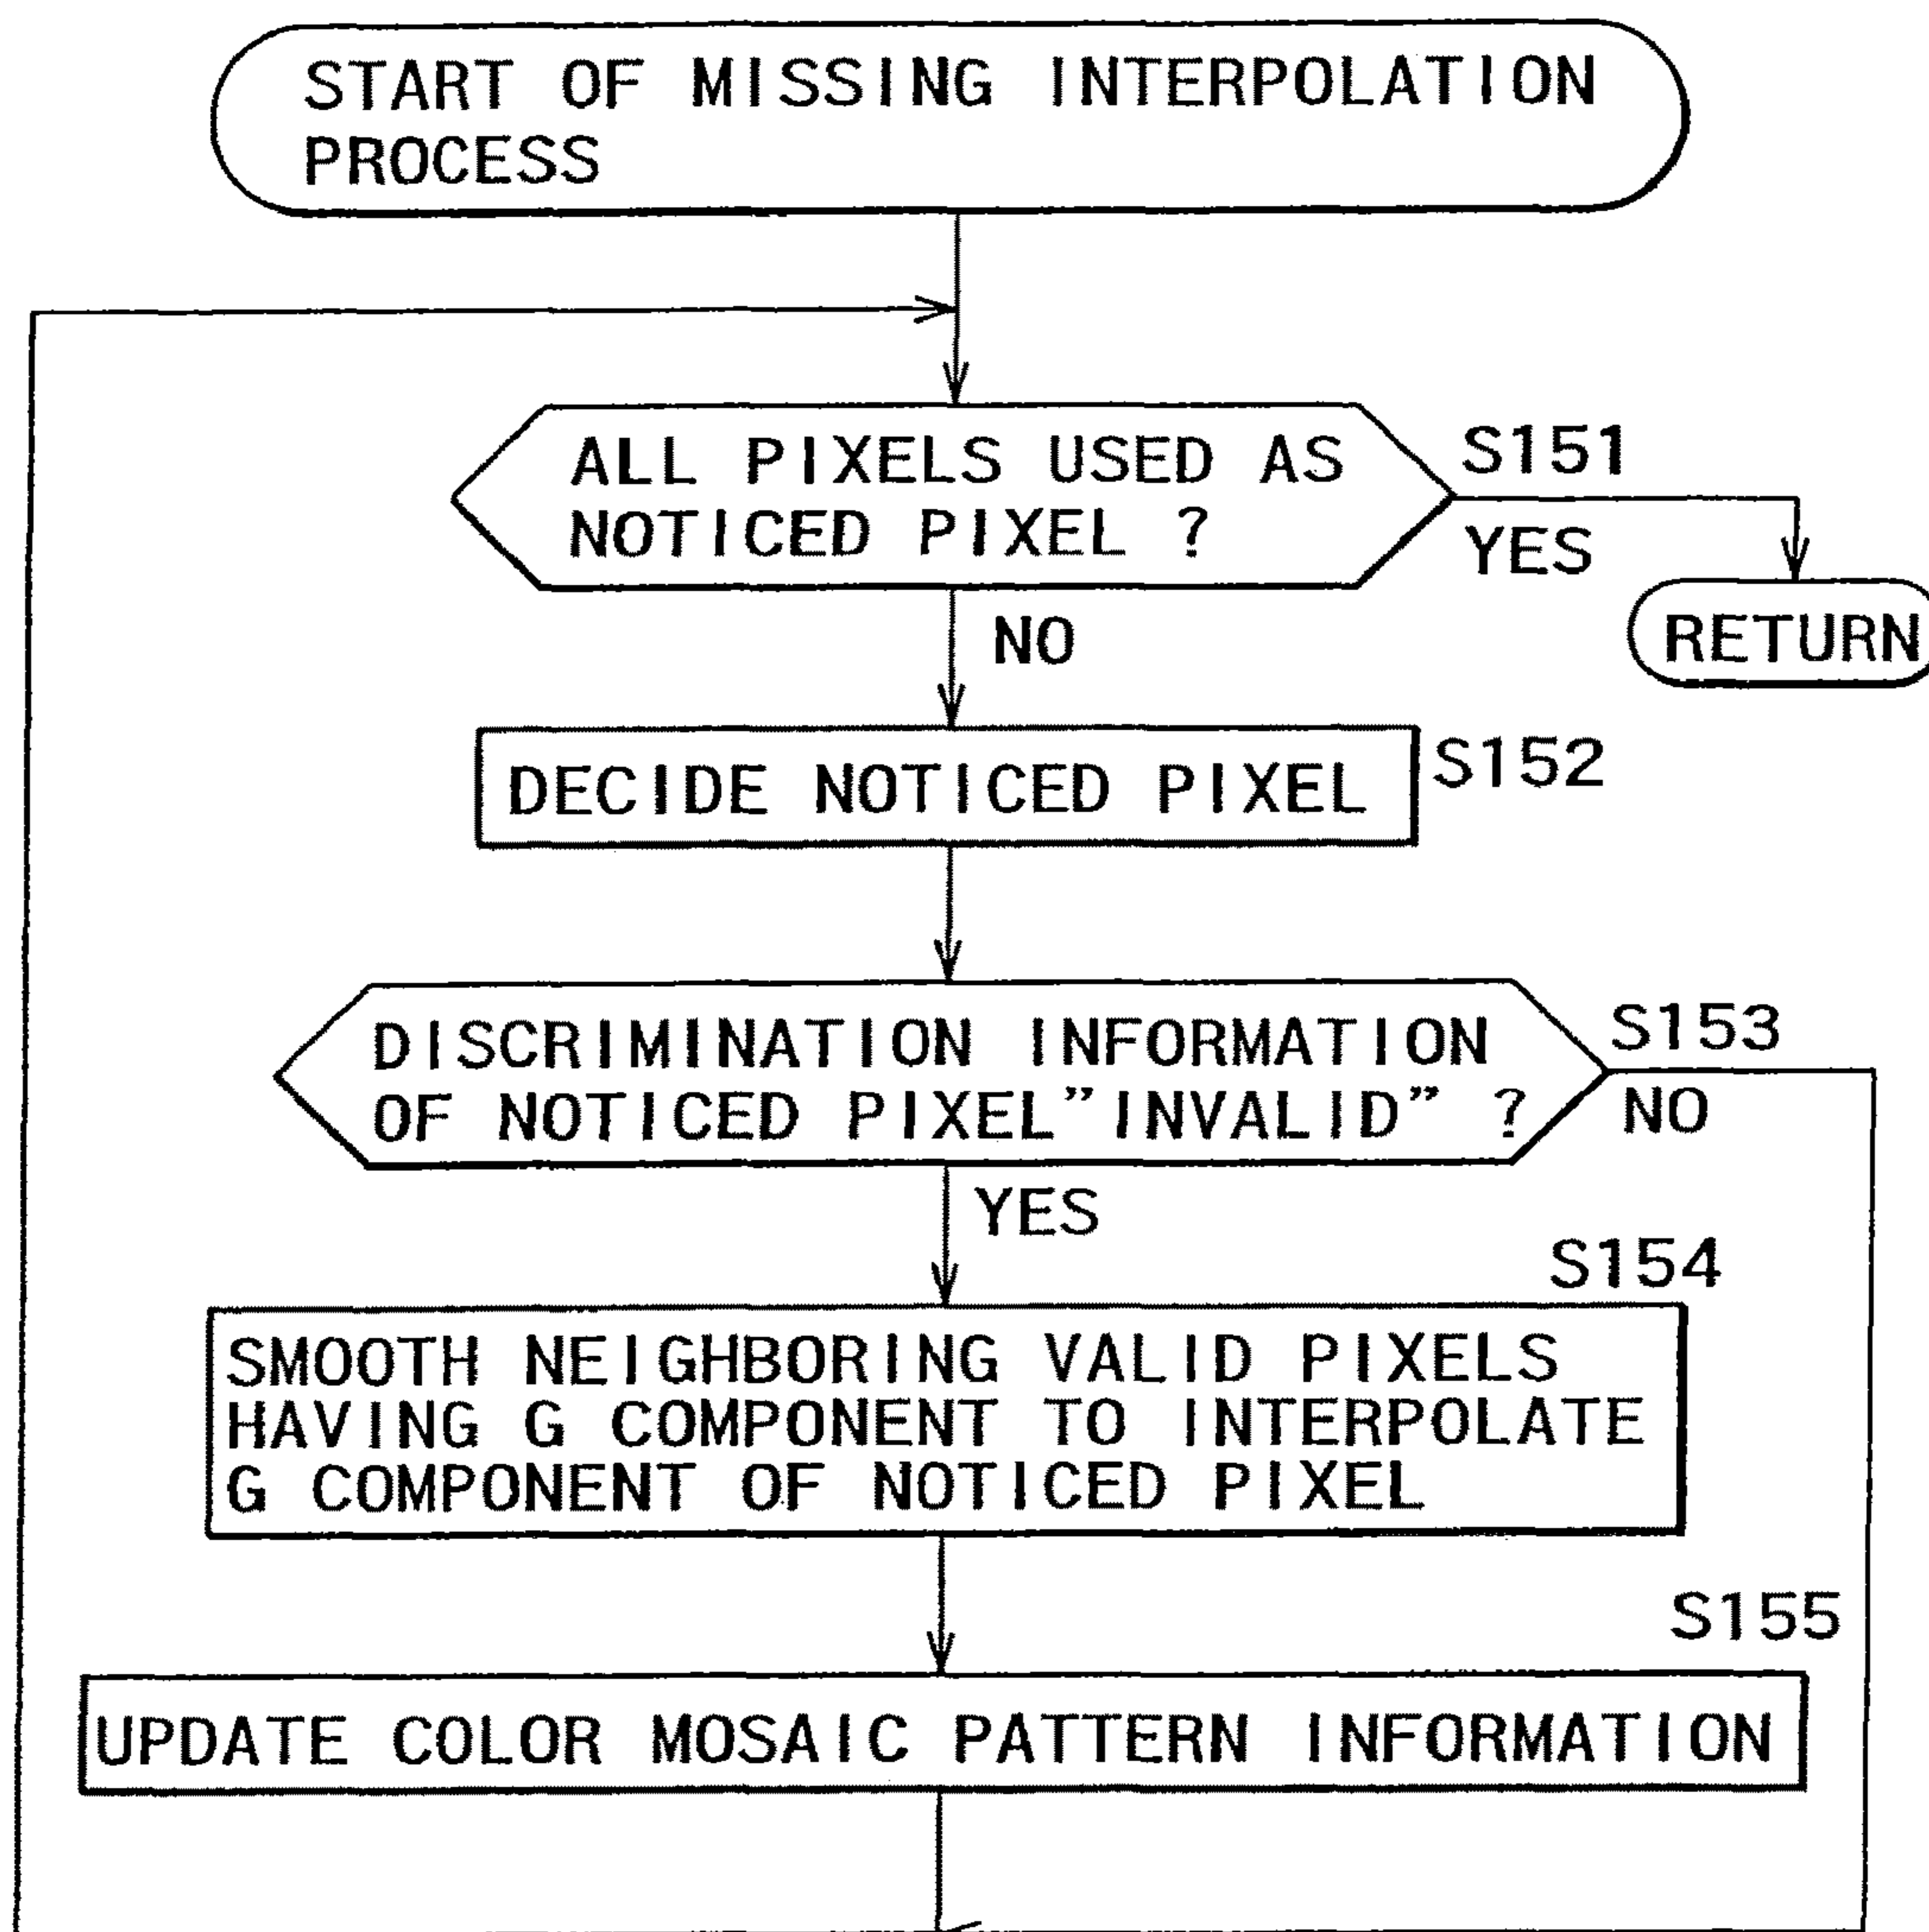 START OF MISSING INTERPOLATION
PROCESS
ALL PIXELS USED AS
NOTICED PIXEL ?
S151
YES
RETURN
NO
DECIDE NOTICED PIXEL
S152
DISCRIMINATION INFORMATION
OF NOTICED PIXEL”INVALID” ?
S153
NO
YES
S154
SMOOTH NEIGHBORING VALID PIXELS
HAVING G COMPONENT TO INTERPOLATE
G COMPONENT OF NOTICED PIXEL
S155
UPDATE COLOR MOSAIC PATTERN INFORMATION